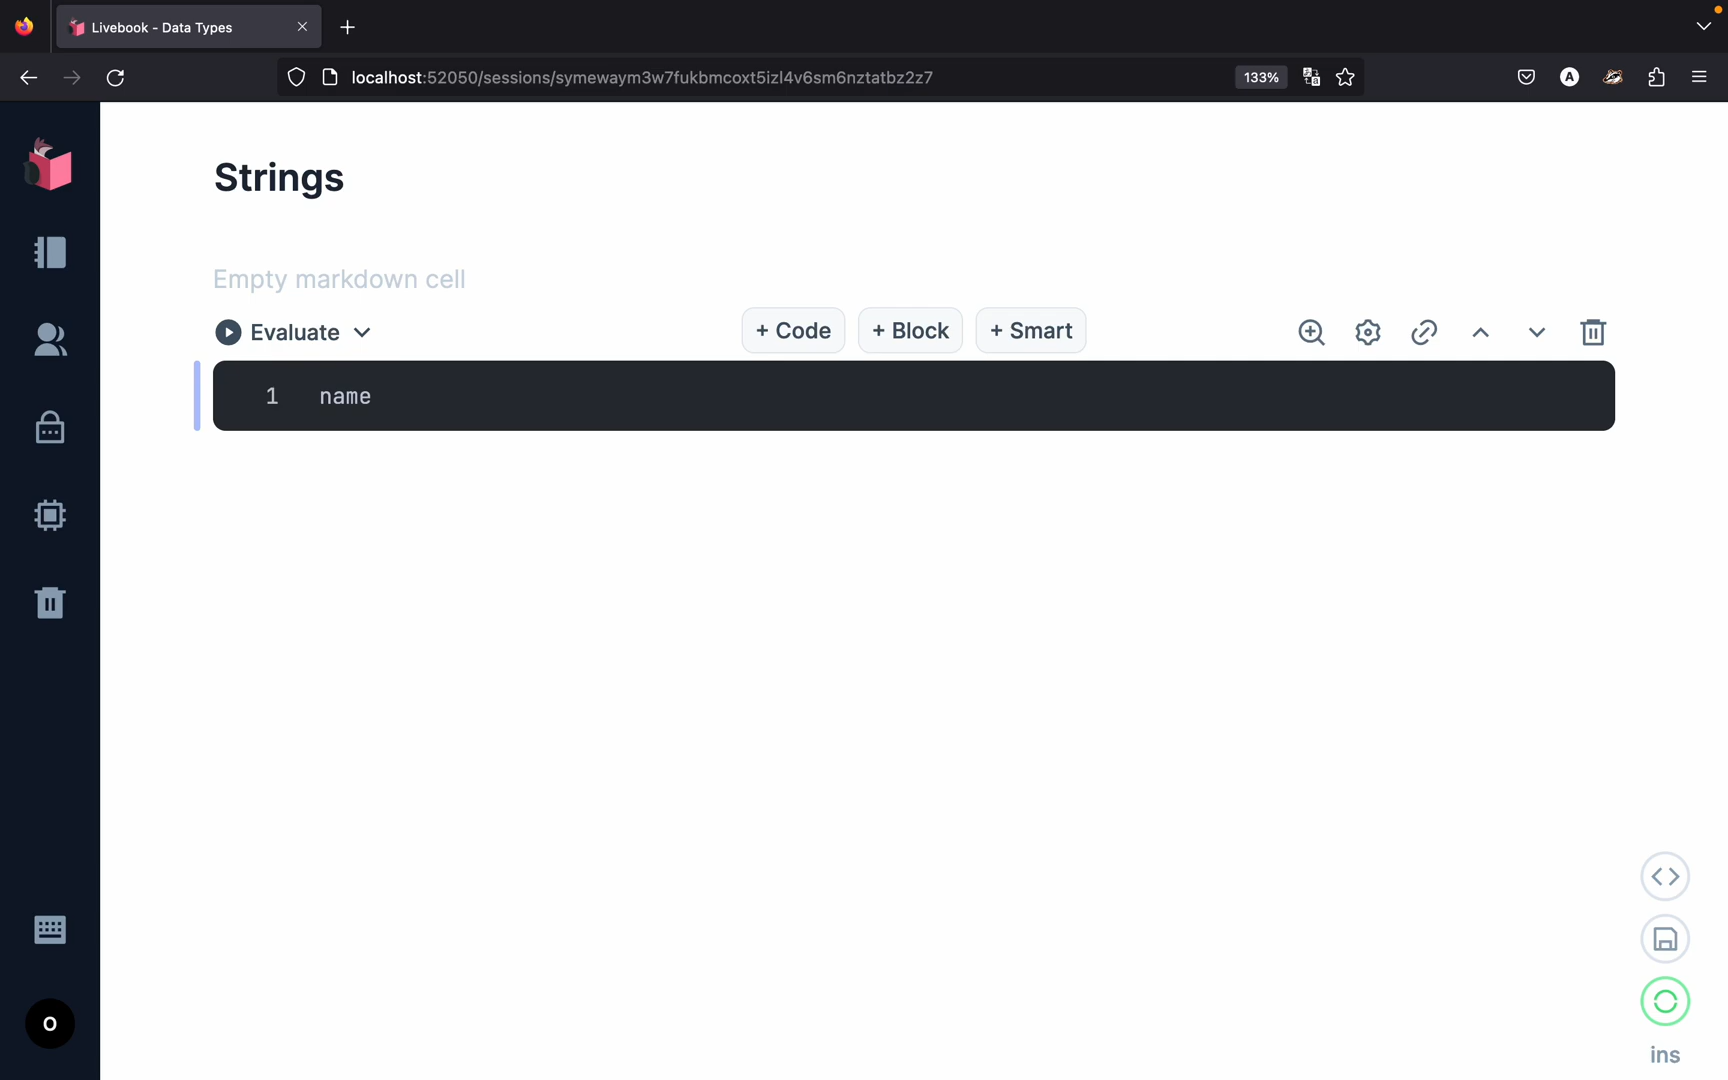 Livebook - Data Types
localhost:52050/sessions/symewaym3w7fukbmcoxt5izl4v6sm6nztatbz2z7
133%
A
Strings
Empty markdown cell
Evaluate
+ Code
+ Block
+ Smart
1 name
O
ins